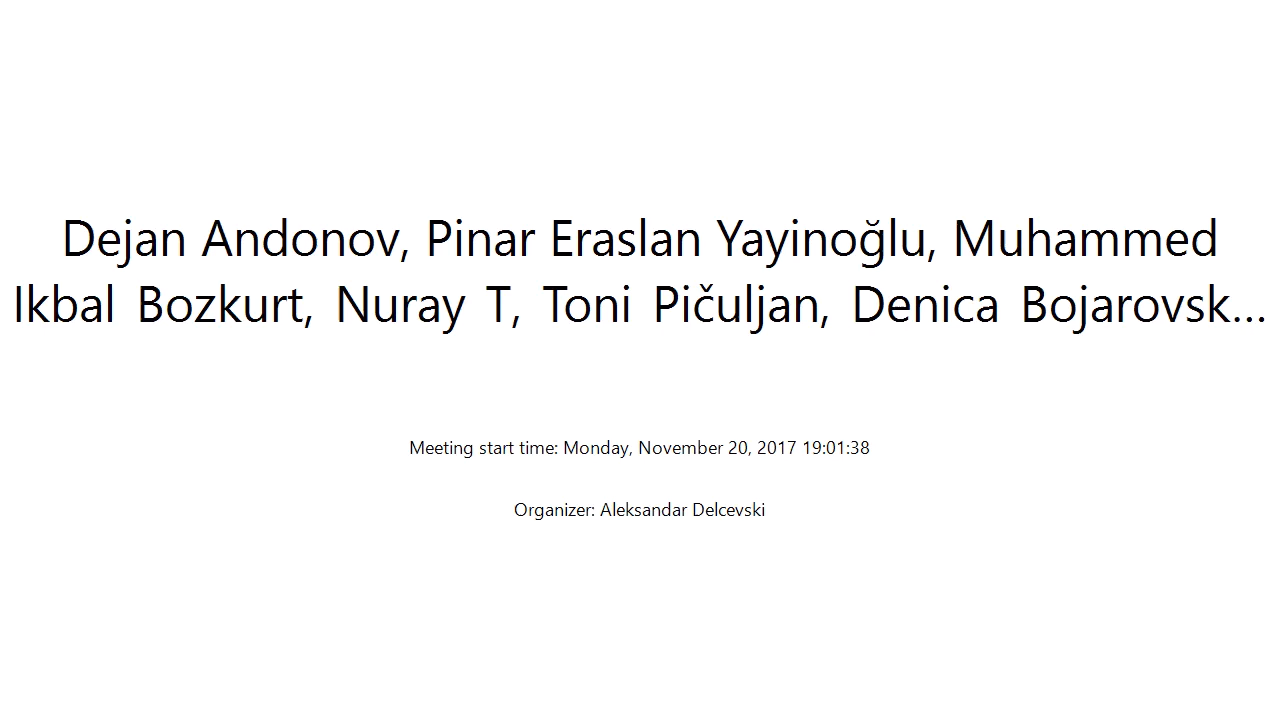 Dejan Andonov, Pinar Eraslan Yayinoğlu, Muhammed
Ikbal Bozkurt, Nuray T, Toni Pičuljan, Denica Bojarovsk...
Meeting start time: Monday, November 20, 2017 19:01:38
Organizer: Aleksandar Delcevski